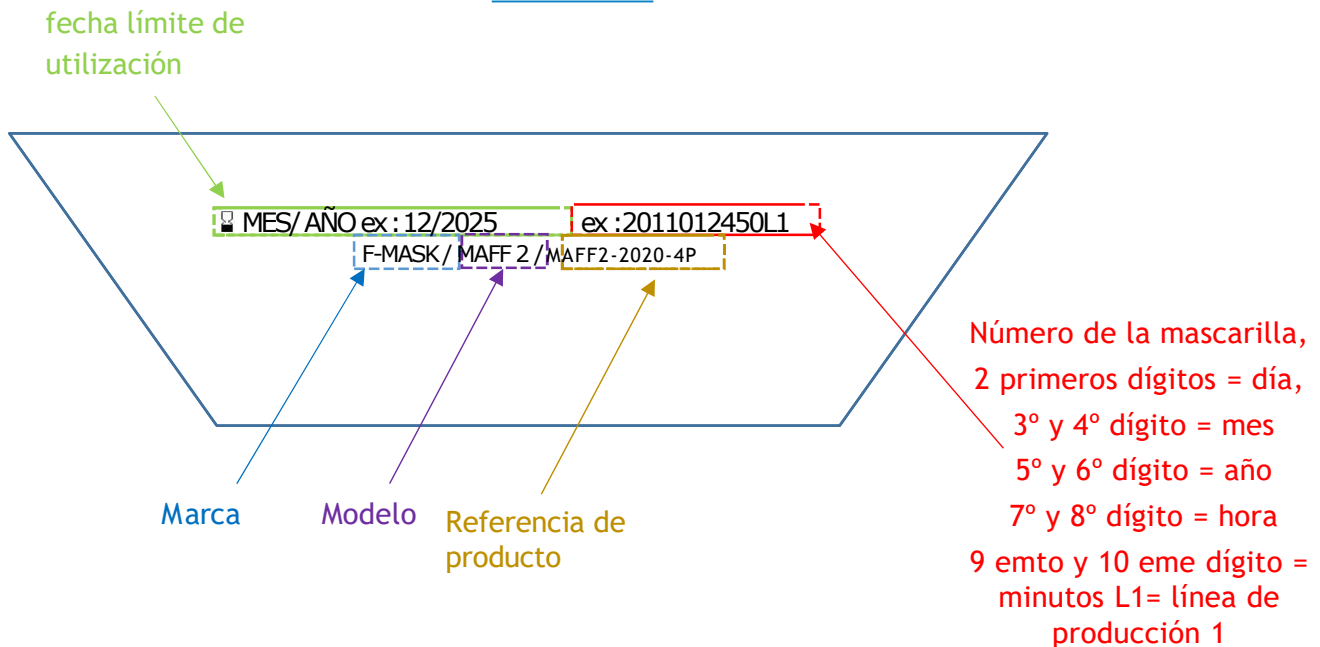 fecha límite de
utilización
⌛ MES/ AÑO ex : 12/2025 ex :2011012450L1
F-MASK / MAFF 2 / MAFF2-2020-4P
Número de la mascarilla,
2 primeros dígitos = día,
3º y 4º dígito = mes
5º y 6º dígito = año
7º y 8º dígito = hora
9 emto y 10 eme dígito =
minutos L1= línea de
producción 1
Marca
Modelo
Referencia de
producto